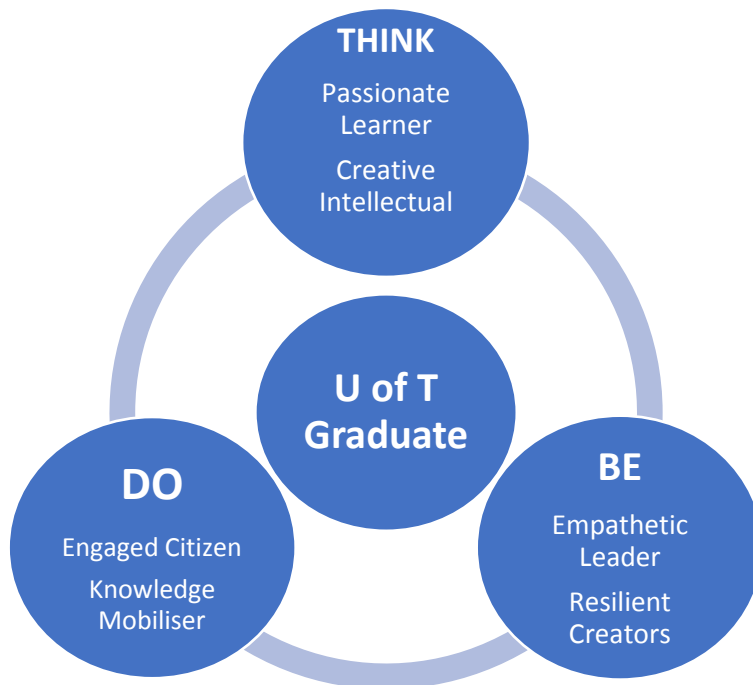 THINK
Passionate
Learner
Creative
Intellectual
U of T
Graduate
DO
Engaged Citizen
Knowledge
Mobiliser
BE
Empathetic
Leader
Resilient
Creators